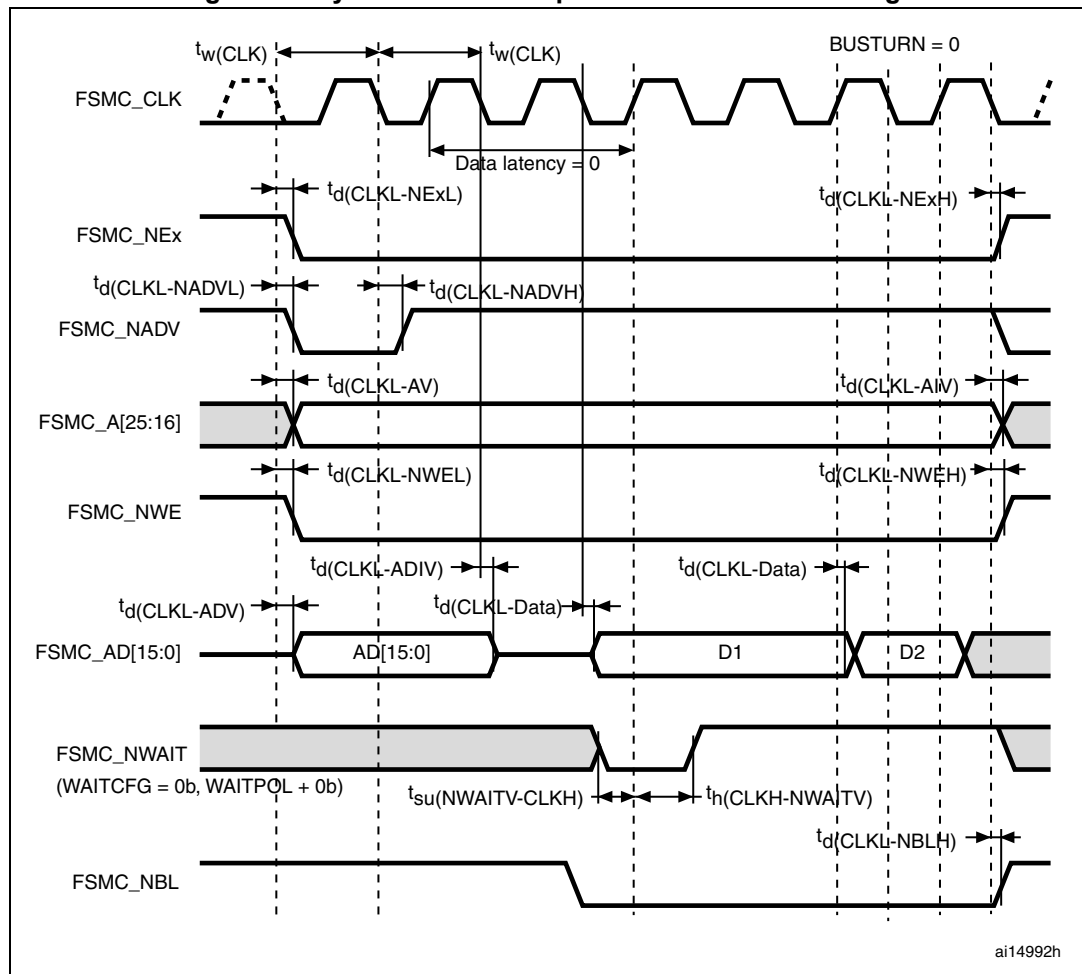 tw(CLK) tw(CLK) BUSTURN = 0
FSMC_CLK
Data latency = 0
td(CLKL-NExL) td(CLKL-NExH)
FSMC_NEx
td(CLKL-NADVL) td(CLKL-NADVH)
FSMC_NADV
td(CLKL-AV) td(CLKL-AIV)
FSMC_A[25:16]
td(CLKL-NWEL) td(CLKL-NWEH)
FSMC_NWE
td(CLKL-ADIV) td(CLKL-Data)
td(CLKL-ADV) td(CLKL-Data)
FSMC_AD[15:0] AD[15:0] D1 D2
FSMC_NWAIT
(WAITCFG = 0b, WAITPOL + 0b)
tsu(NWAITV-CLKH) th(CLKH-NWAITV)
td(CLKL-NBLH)
FSMC_NBL
ai14992h